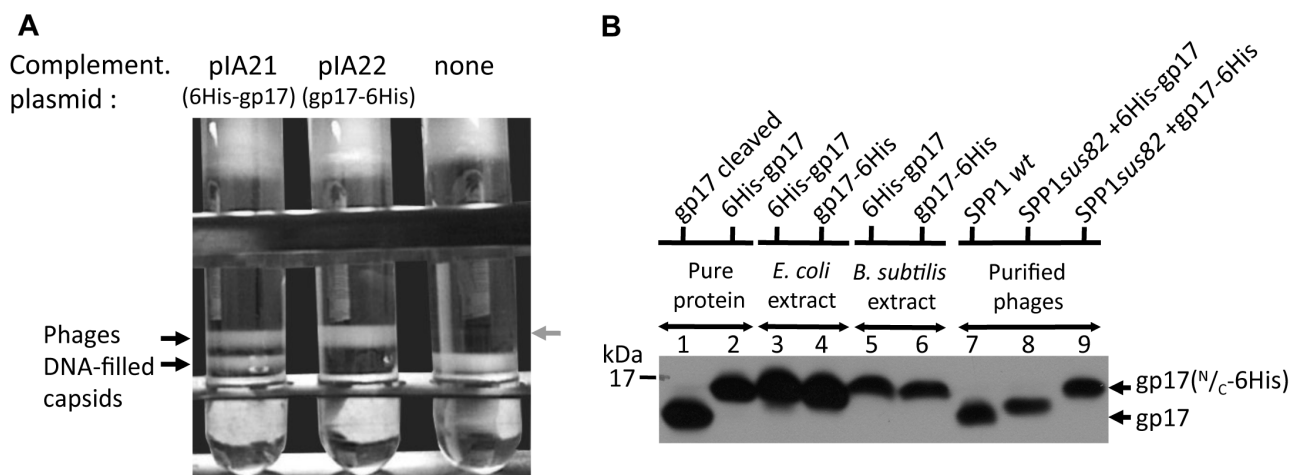 A
Complement. pIA21 pIA22 none
plasmid : (6His-gp17) (gp17-6His)
Phages
DNA-filled
capsids
B
gp17 cleaved
6His-gp17
6His-gp17
gp17-6His
6His-gp17
gp17-6His
SPP1 wt
SPP1sus82 +6His-gp17
SPP1sus82 +gp17-6His
Pure E. coli B. subtilis Purified
protein extract extract phages
1 2 3 4 5 6 7 8 9
kDa
17
gp17(N/C-6His)
gp17